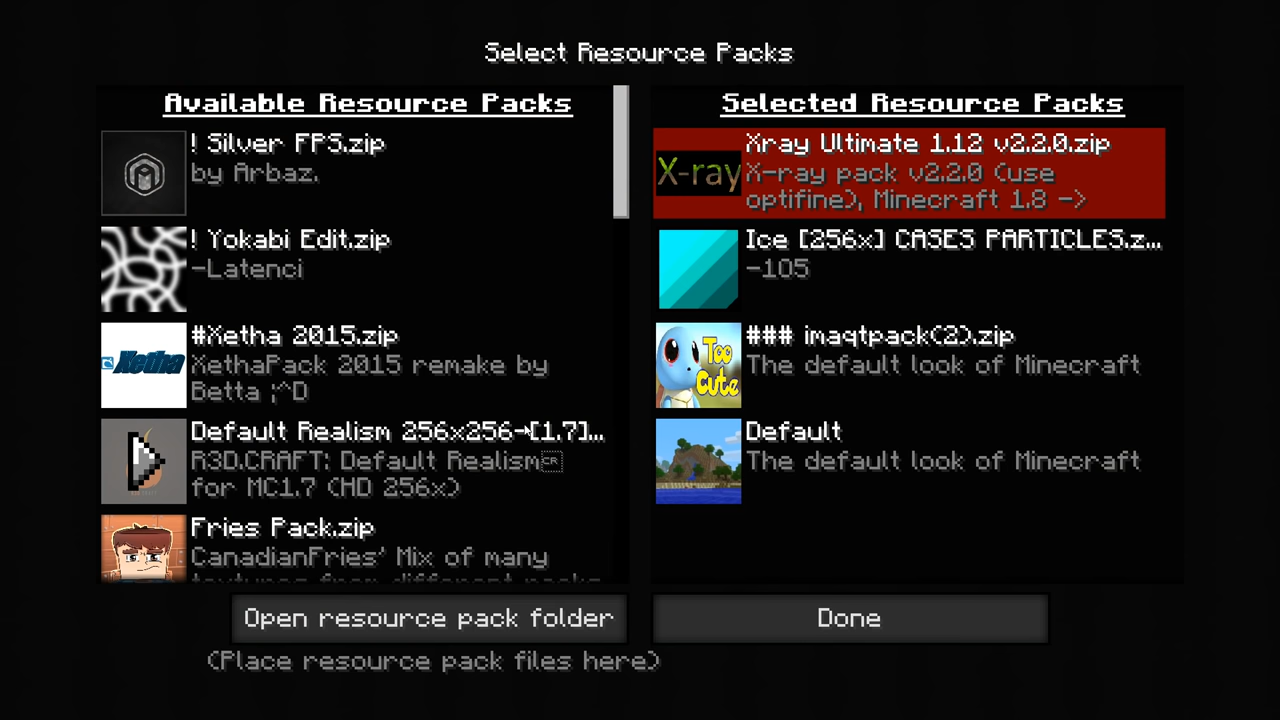 Select Resource Packs
Available Resource Packs
! Silver FPS.zip
by Arbaz.
! Yokabi Edit.zip
-Latenci
#Xetha 2015.zip
Xetha
XethaPack 2015 remake by
Betta ;^D
Default Realism 256x256→[1.7]...
R3D.CRAFT: Default Realism CR
for MC1.7 (HD 256x)
Fries Pack.zip
CanadianFries' Mix of many
textures from different packs
Selected Resource Packs
Xray Ultimate 1.12 v2.2.0.zip
X-ray
X-ray pack v2.2.0 (use
optifine), Minecraft 1.8 ->
Ice [256x] CASES PARTICLES.z...
-105
### imaqtpack(2).zip
Too
Cute
The default look of Minecraft
Default
The default look of Minecraft
Open resource pack folder
Done
(Place resource pack files here)